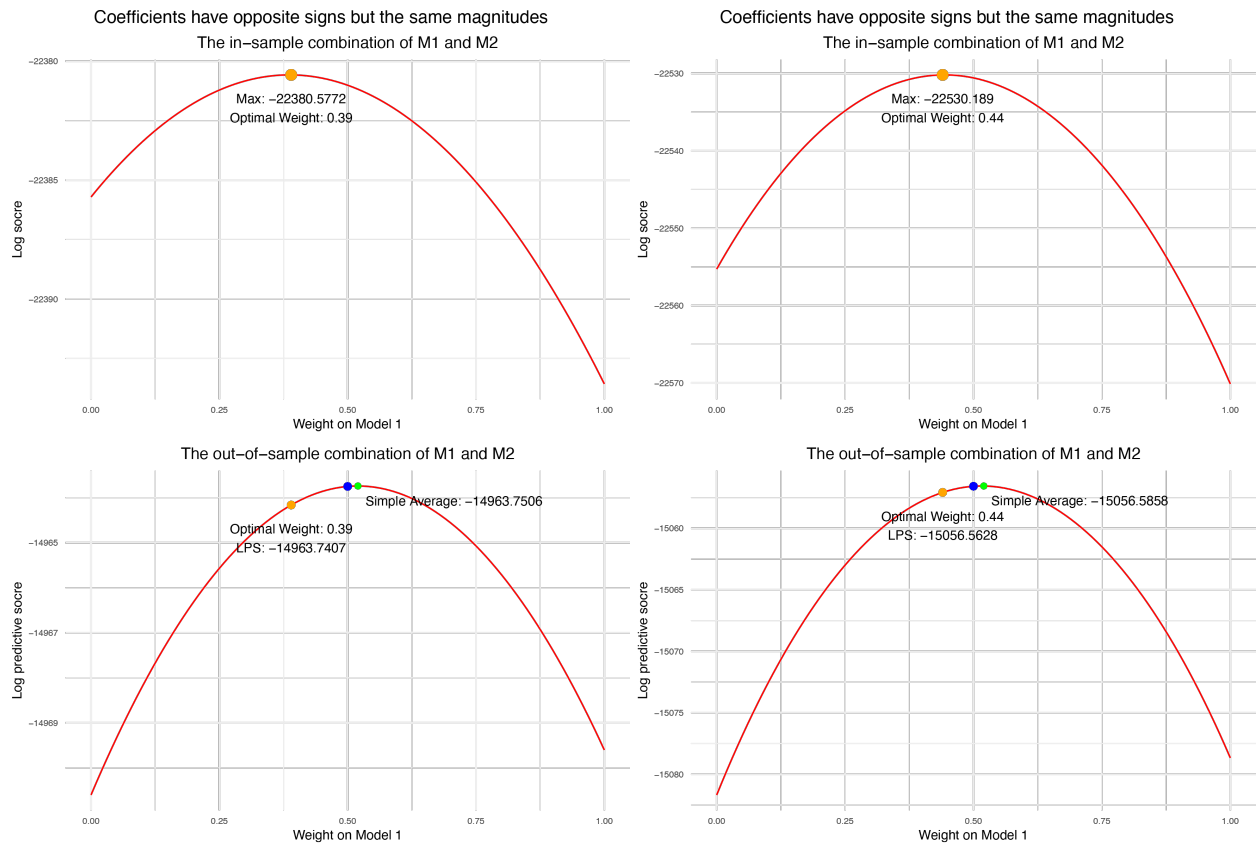 Coefficients have opposite signs but the same magnitudes
The in−sample combination of M1 and M2
−22380
−22385
−22390
Log socre
Max: −22380.5772
Optimal Weight: 0.39
0.00
0.25
0.50
0.75
1.00
Weight on Model 1
Coefficients have opposite signs but the same magnitudes
The in−sample combination of M1 and M2
−22530
−22540
−22550
−22560
−22570
Log socre
Max: −22530.189
Optimal Weight: 0.44
0.00
0.25
0.50
0.75
1.00
Weight on Model 1
The out−of−sample combination of M1 and M2
−14965
−14967
−14969
Log predictive socre
Simple Average: −14963.7506
Optimal Weight: 0.39
LPS: −14963.7407
0.00
0.25
0.50
0.75
1.00
Weight on Model 1
The out−of−sample combination of M1 and M2
−15060
−15065
−15070
−15075
−15080
Log predictive socre
Simple Average: −15056.5858
Optimal Weight: 0.44
LPS: −15056.5628
0.00
0.25
0.50
0.75
1.00
Weight on Model 1